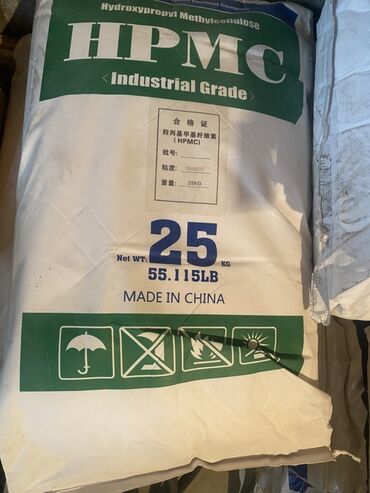 Hydroxypropyl Methylcellulose
HPMC
〈Industrial Grade〉
合 格 证
羟丙基甲基纤维素
(HPMC)
批号:
粘度:
重量: 25KG
Net WT: 25 KG
55.115LB
MADE IN CHINA